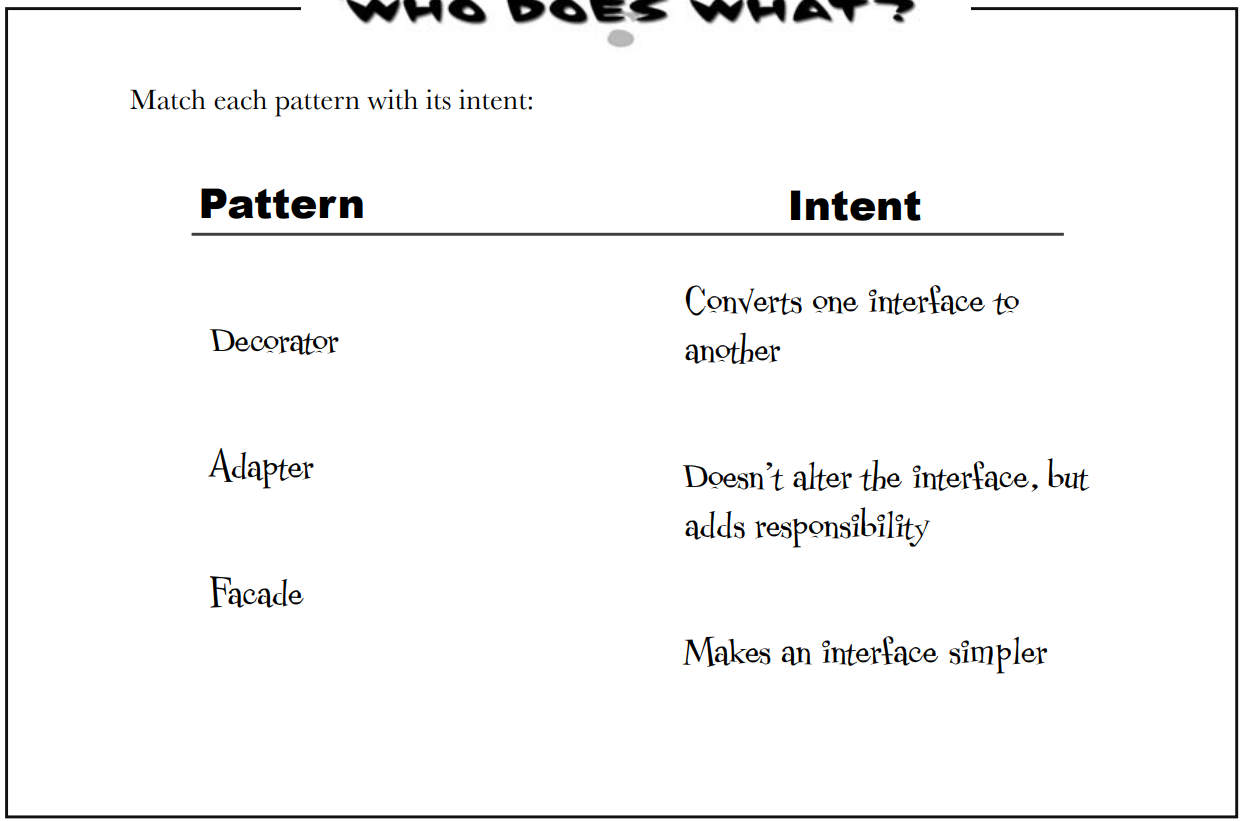 WHO DOES WHAT?
Match each pattern with its intent:
Pattern
Intent
Decorator
Adapter
Facade
Converts one interface to
another
Doesn't alter the interface, but
adds responsibility
Makes an interface simpler